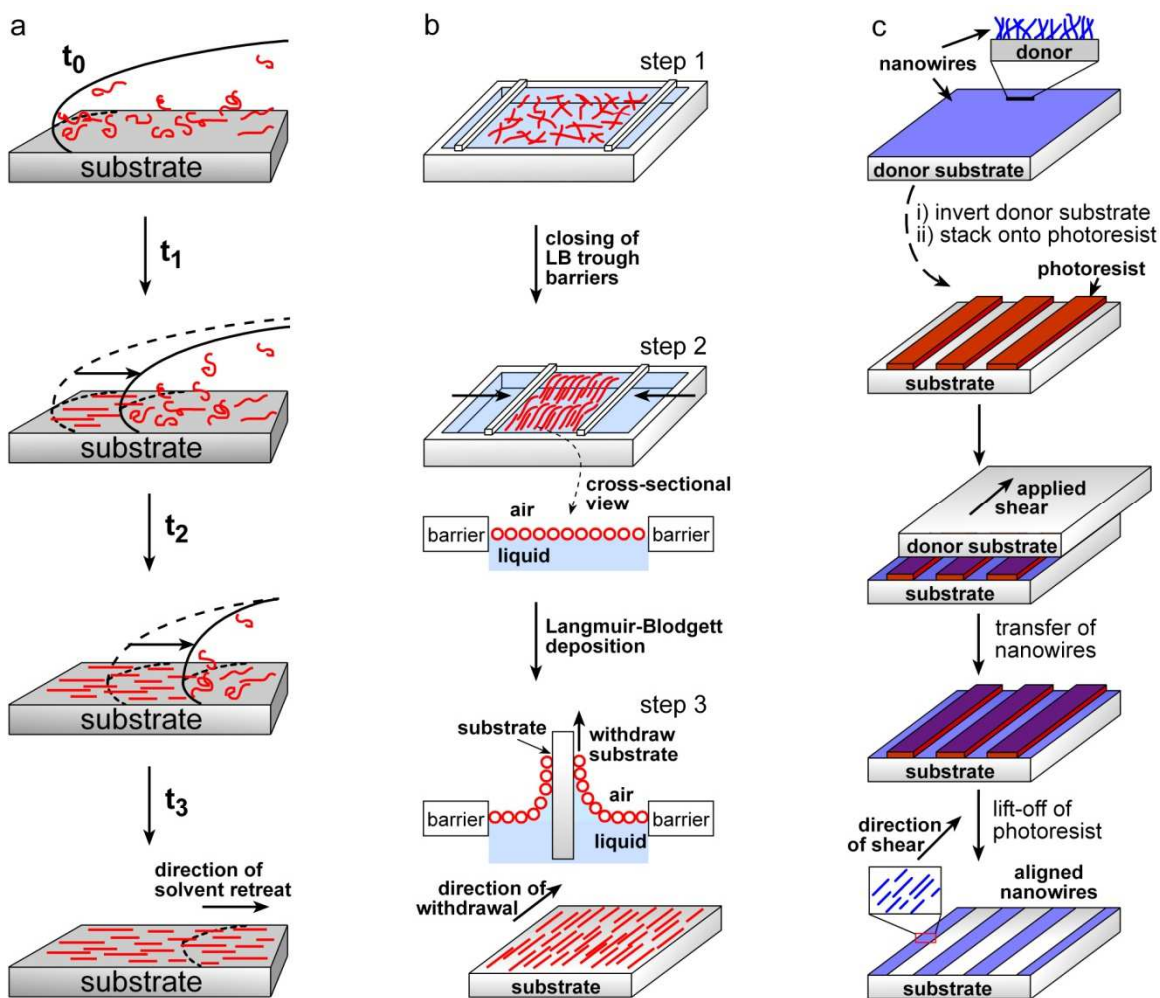 a
t0
substrate
t1
substrate
t2
substrate
t3
direction of
solvent retreat
substrate
b
step 1
closing of
LB trough
barriers
step 2
cross-sectional
view
air
barrier
barrier
liquid
Langmuir-Blodgett
deposition
step 3
substrate
withdraw
substrate
air
barrier
barrier
liquid
direction of
withdrawal
substrate
c
nanowires
donor
donor substrate
i) invert donor substrate
ii) stack onto photoresist
photoresist
substrate
applied
shear
donor substrate
substrate
transfer of
nanowires
substrate
lift-off of
photoresist
direction
of shear
aligned
nanowires
substrate